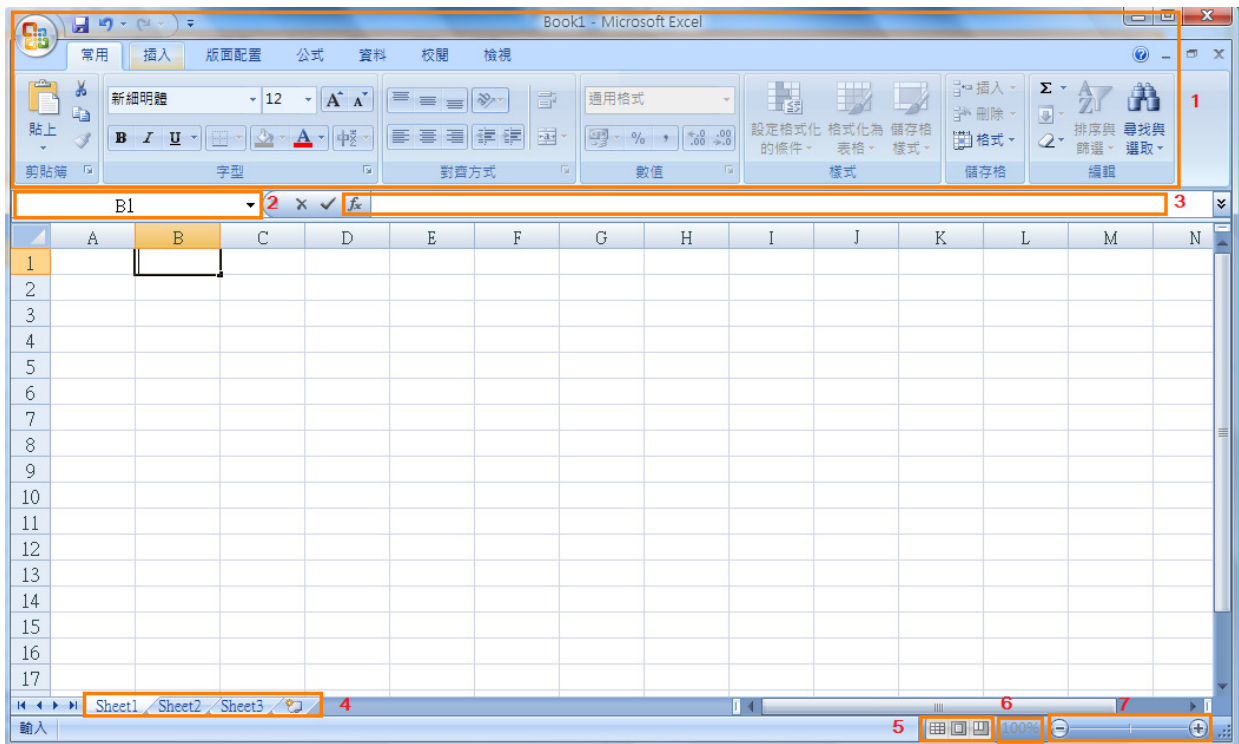 Book1 - Microsoft Excel
常用 插入 版面配置 公式 資料 校閱 檢視
新細明體 12 A A 通用格式 插入 Σ 1
貼上 刪除
B I U A 中 % , .0 .00 .00 .0 設定格式化的條件 格式化為表格 儲存格樣式 格式 排序與篩選 尋找與選取
剪貼簿 字型 對齊方式 數值 樣式 儲存格 編輯
B1 2 fx 3
A B C D E F G H I J K L M N
1
2
3
4
5
6
7
8
9
10
11
12
13
14
15
16
17
Sheet1 Sheet2 Sheet3 4 6 7
輸入 5 100%